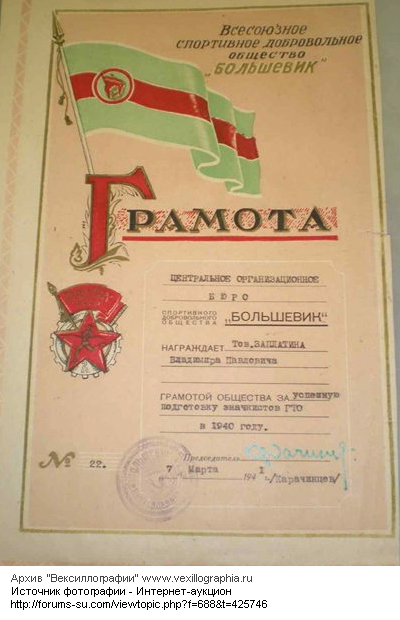 Всесоюзное
спортивное добровольное
общество
„БОЛЬШЕВИК"
Грамота
ЦЕНТРАЛЬНОЕ ОРГАНИЗАЦИОННОЕ
БЮРО
СПОРТИВНОГО
ДОБРОВОЛЬНОГО
ОБЩЕСТВА „БОЛЬШЕВИК"
НАГРАЖДАЕТ Тов. ЗАПЛАТИНА
Владимира Павловича
ГРАМОТОЙ ОБЩЕСТВА ЗА успешную
подготовку значкистов ГТО
в 1940 году.
Председатель
№ 22. 7 Марта 194 1 г. /Карачинцев/
Архив "Вексиллографии" www.vexillographia.ru
Источник фотографии - Интернет-аукцион
http://forums-su.com/viewtopic.php?f=688&t=425746